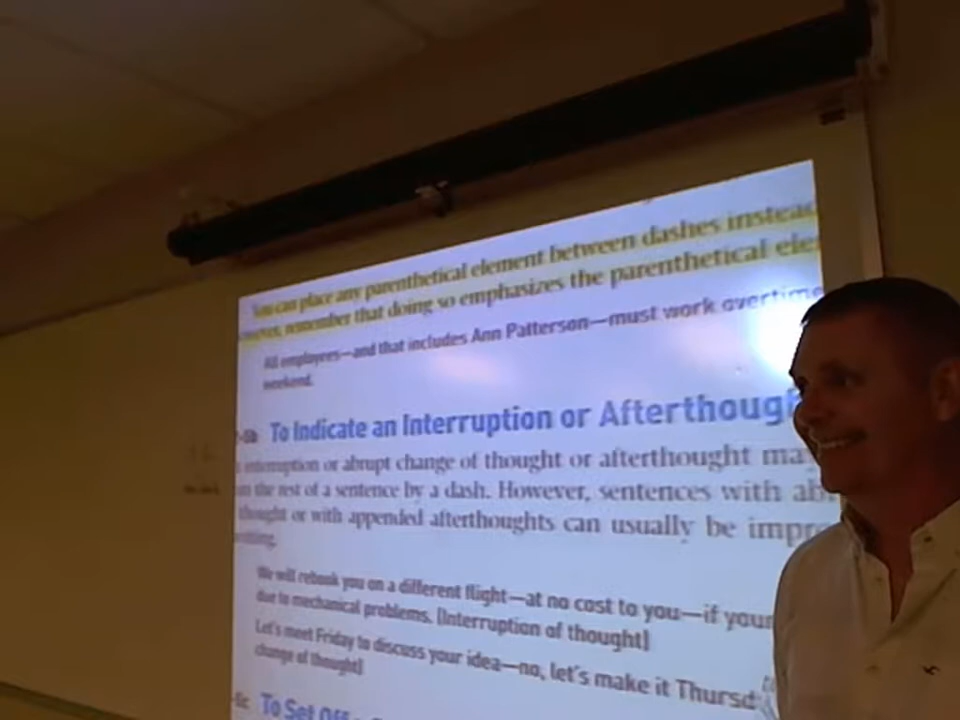 You can place any parenthetical element between dashes instead
remember that doing so emphasizes the parenthetical
All employees—and that includes Ann Patterson—must work overtime
weekend.
To Indicate an Interruption or Afterthough
interruption or abrupt change of thought or afterthought
the rest of a sentence by a dash. However, sentences with
thought or with appended afterthoughts can usually be
We will rebook you on a different flight—at no cost to you—if your
due to mechanical problems. [Interruption of thought]
Let's meet Friday to discuss your idea—no, let's make it Thursd
change of thought]
To Set Off